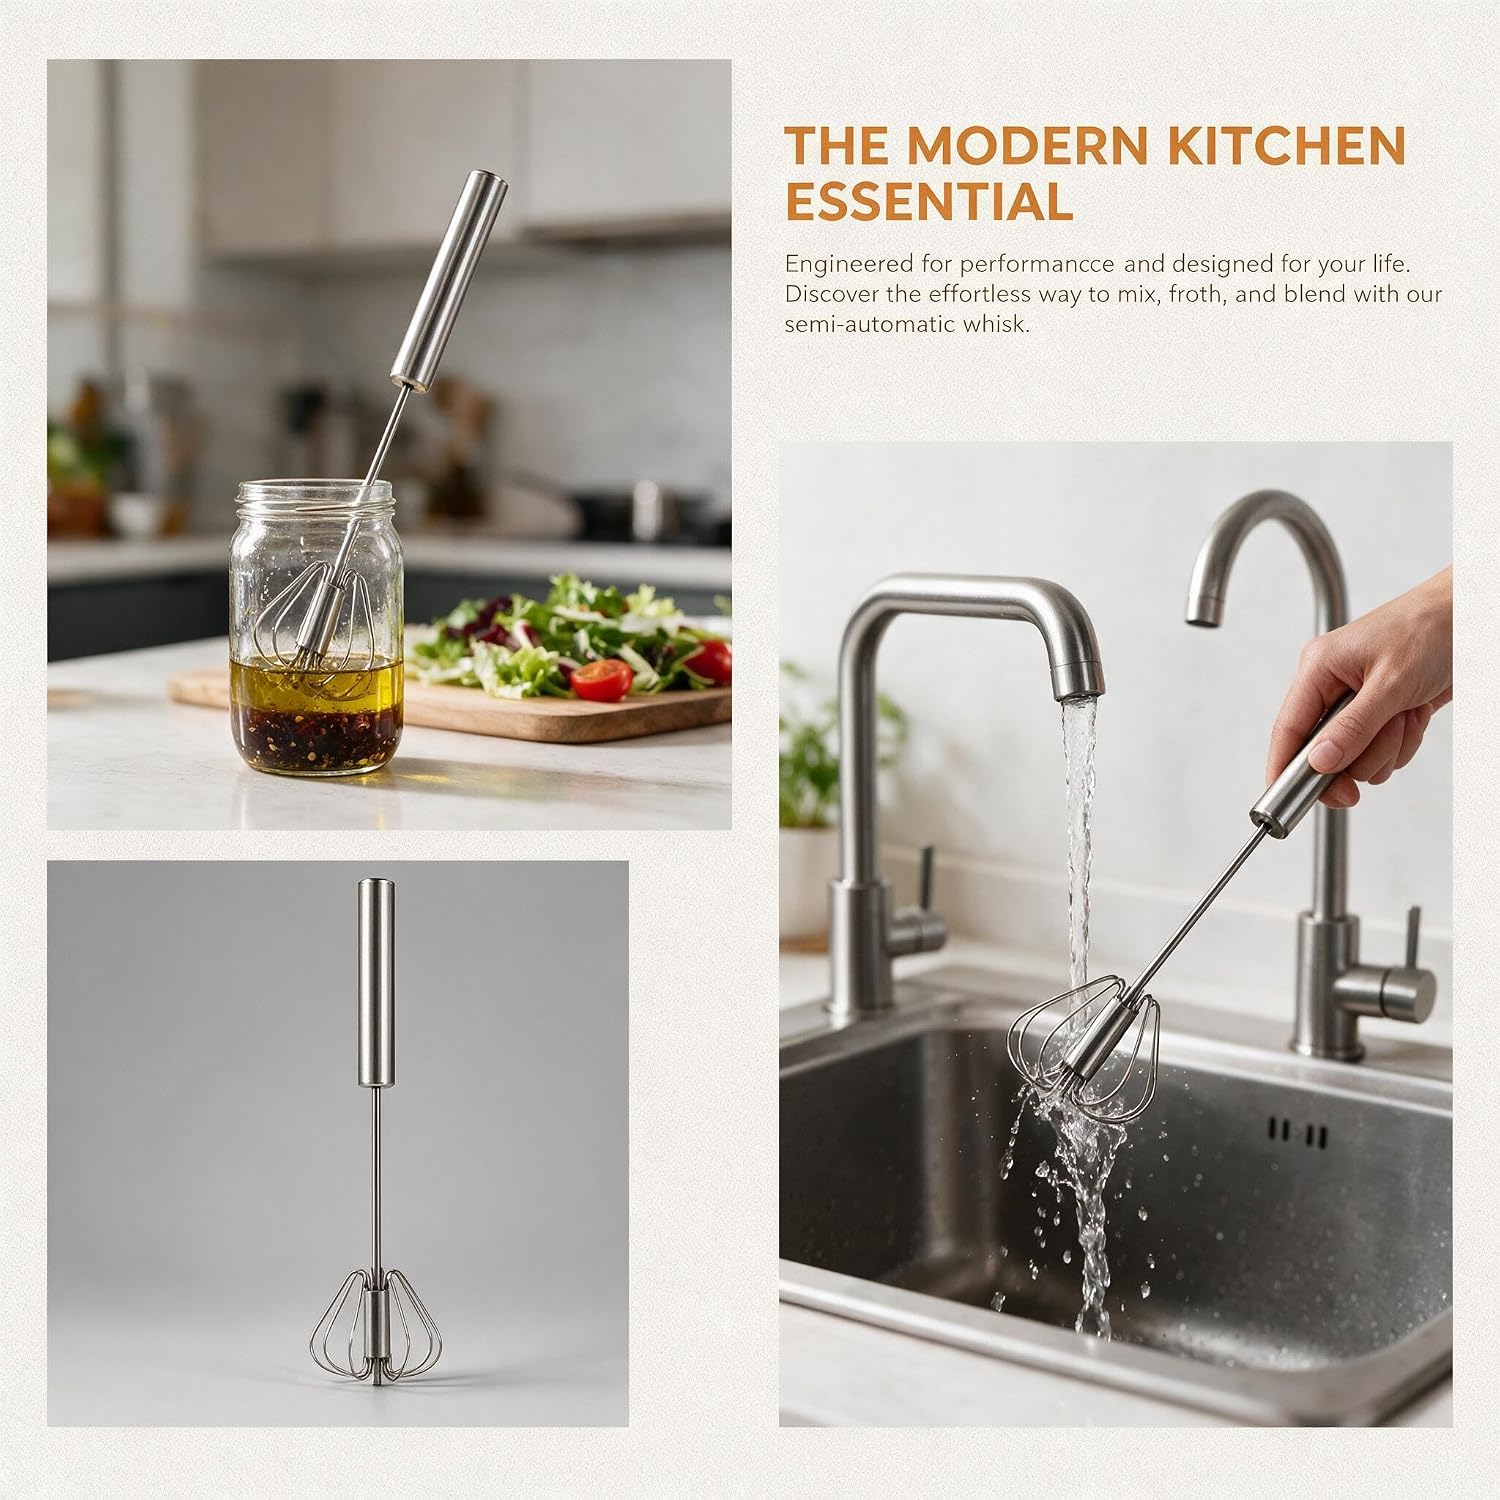 THE MODERN KITCHEN
ESSENTIAL
Engineered for performancce and designed for your life.
Discover the effortless way to mix, froth, and blend with our
semi-automatic whisk.